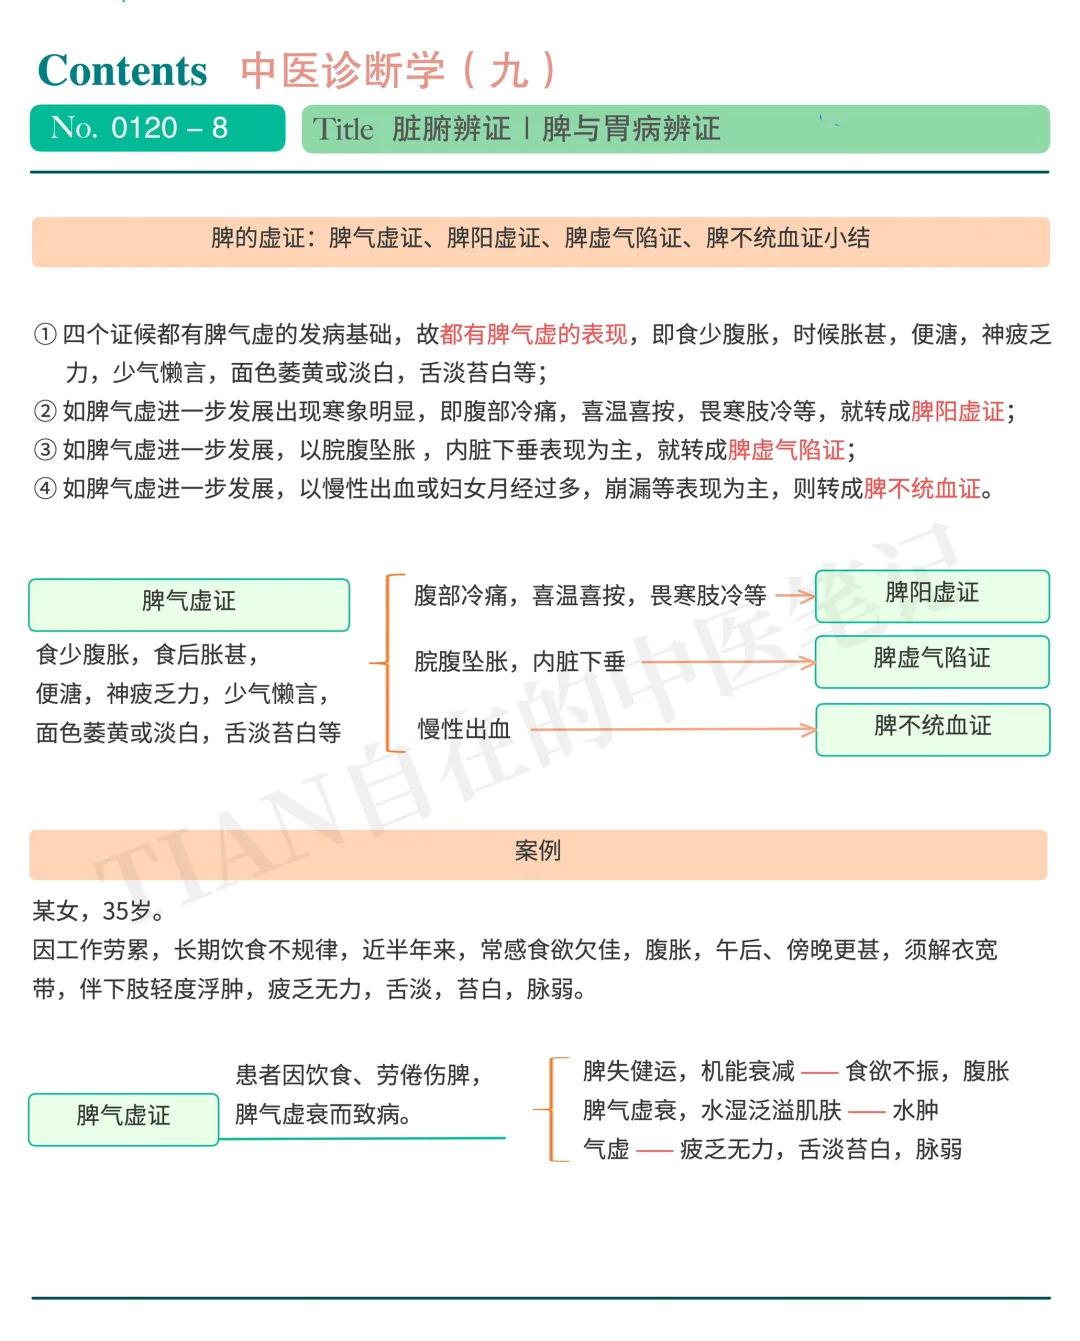 Contents 中医诊断学（九）
No. 0120 – 8
Title 脏腑辨证 | 脾与胃病辨证
脾的虚证：脾气虚证、脾阳虚证、脾虚气陷证、脾不统血证小结
① 四个证候都有脾气虚的发病基础，故都有脾气虚的表现，即食少腹胀，时候胀甚，便溏，神疲乏
力，少气懒言，面色萎黄或淡白，舌淡苔白等；
② 如脾气虚进一步发展出现寒象明显，即腹部冷痛，喜温喜按，畏寒肢冷等，就转成脾阳虚证；
③ 如脾气虚进一步发展，以脘腹坠胀 ，内脏下垂表现为主，就转成脾虚气陷证；
④ 如脾气虚进一步发展，以慢性出血或妇女月经过多，崩漏等表现为主，则转成脾不统血证。
脾气虚证
食少腹胀，食后胀甚，
便溏，神疲乏力，少气懒言，
面色萎黄或淡白，舌淡苔白等
腹部冷痛，喜温喜按，畏寒肢冷等
脾阳虚证
脘腹坠胀，内脏下垂
脾虚气陷证
慢性出血
脾不统血证
TIAN自在的中医笔记
案例
某女，35岁。
因工作劳累，长期饮食不规律，近半年来，常感食欲欠佳，腹胀，午后、傍晚更甚，须解衣宽
带，伴下肢轻度浮肿，疲乏无力，舌淡，苔白，脉弱。
脾气虚证
患者因饮食、劳倦伤脾，
脾气虚衰而致病。
脾失健运，机能衰减 —— 食欲不振，腹胀
脾气虚衰，水湿泛溢肌肤 —— 水肿
气虚 —— 疲乏无力，舌淡苔白，脉弱